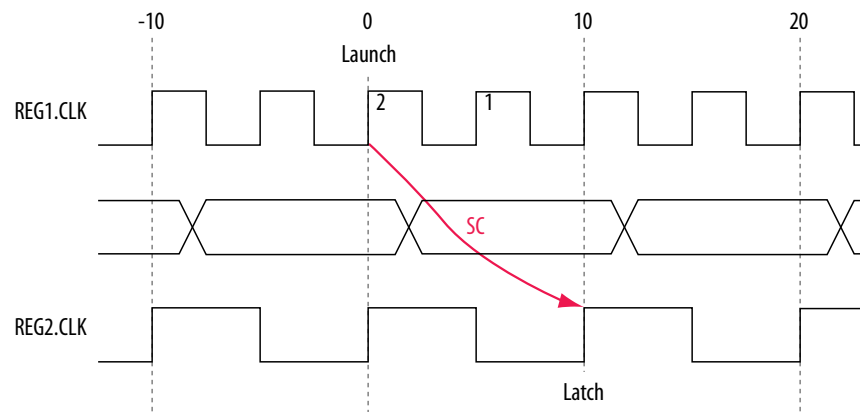 -10 0 10 20
Launch
REG1.CLK 2 1
SC
REG2.CLK
Latch